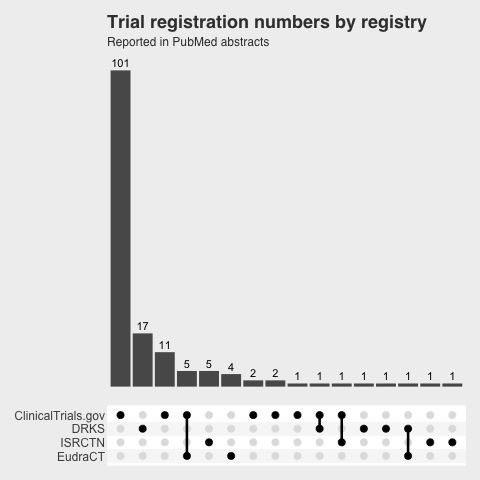 Trial registration numbers by registry
Reported in PubMed abstracts
101
17
11
5 5 4 2 2 1 1 1 1 1 1 1 1
ClinicalTrials.gov
DRKS
ISRCTN
EudraCT